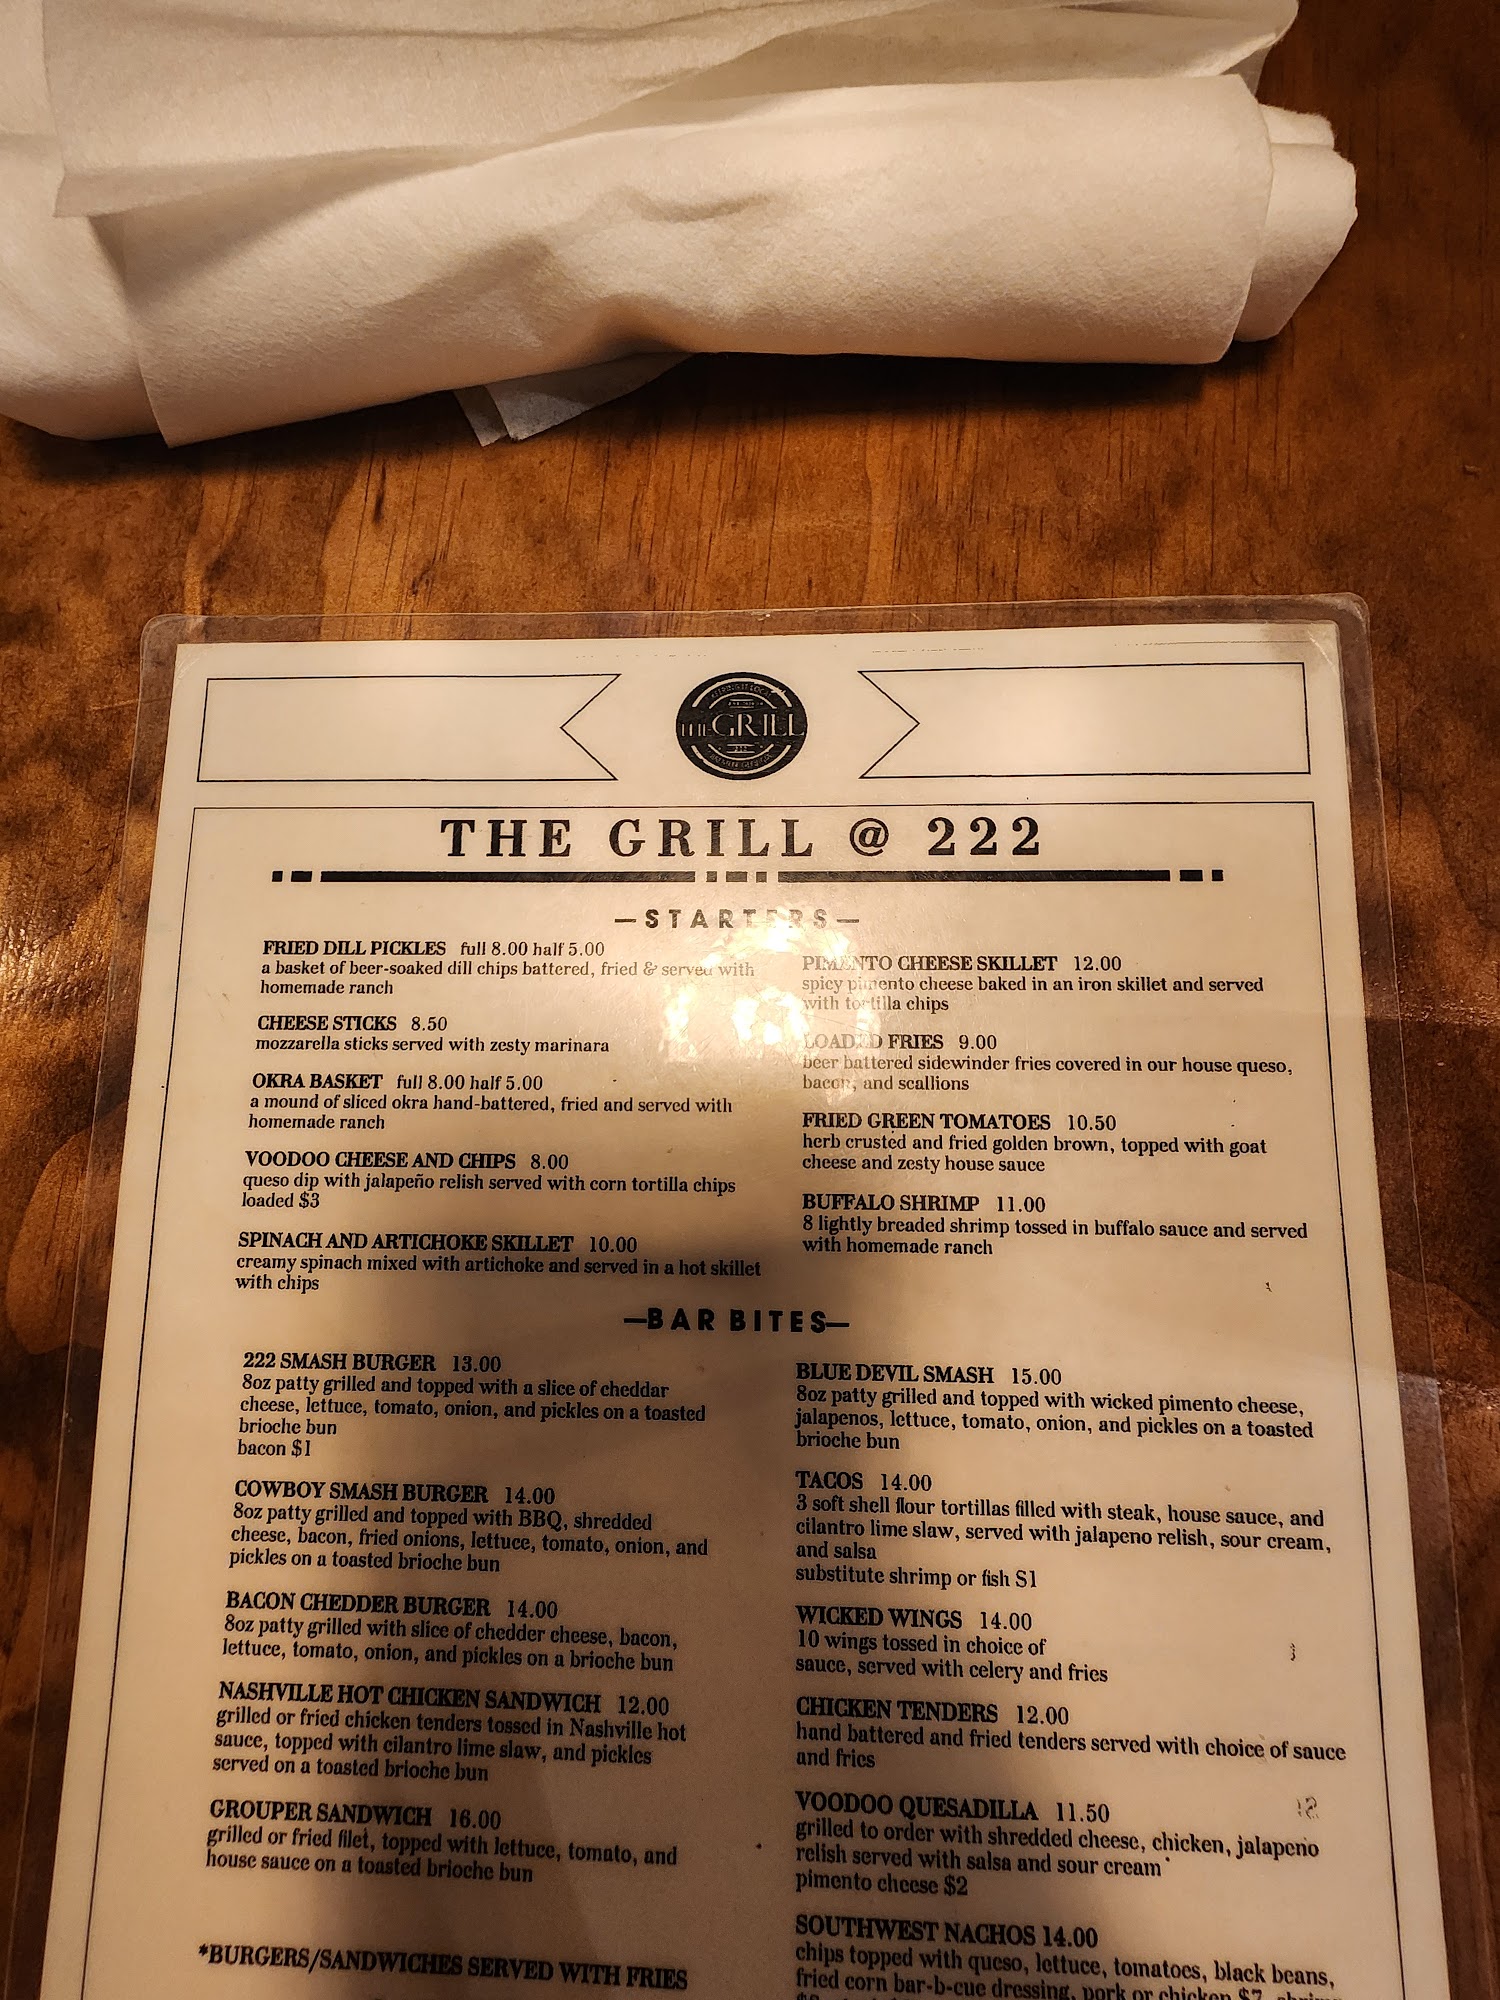 THE GRILL
THE GRILL @ 222
—STARTERS—
FRIED DILL PICKLES full 8.00 half 5.00
a basket of beer-soaked dill chips battered, fried & served with
homemade ranch
CHEESE STICKS 8.50
mozzarella sticks served with zesty marinara
OKRA BASKET full 8.00 half 5.00
a mound of sliced okra hand-battered, fried and served with
homemade ranch
VOODOO CHEESE AND CHIPS 8.00
queso dip with jalapeño relish served with corn tortilla chips
loaded $3
SPINACH AND ARTICHOKE SKILLET 10.00
creamy spinach mixed with artichoke and served in a hot skillet
with chips
PIMENTO CHEESE SKILLET 12.00
spicy pimento cheese baked in an iron skillet and served
with tortilla chips
LOADED FRIES 9.00
beer battered sidewinder fries covered in our house queso,
bacon, and scallions
FRIED GREEN TOMATOES 10.50
herb crusted and fried golden brown, topped with goat
cheese and zesty house sauce
BUFFALO SHRIMP 11.00
8 lightly breaded shrimp tossed in buffalo sauce and served
with homemade ranch
—BAR BITES—
222 SMASH BURGER 13.00
8oz patty grilled and topped with a slice of cheddar
cheese, lettuce, tomato, onion, and pickles on a toasted
brioche bun
bacon $1
COWBOY SMASH BURGER 14.00
8oz patty grilled and topped with BBQ, shredded
cheese, bacon, fried onions, lettuce, tomato, onion, and
pickles on a toasted brioche bun
BACON CHEDDER BURGER 14.00
8oz patty grilled with slice of chedder cheese, bacon,
lettuce, tomato, onion, and pickles on a brioche bun
NASHVILLE HOT CHICKEN SANDWICH 12.00
grilled or fried chicken tenders tossed in Nashville hot
sauce, topped with cilantro lime slaw, and pickles
served on a toasted brioche bun
GROUPER SANDWICH 16.00
grilled or fried filet, topped with lettuce, tomato, and
house sauce on a toasted brioche bun
*BURGERS/SANDWICHES SERVED WITH FRIES
BLUE DEVIL SMASH 15.00
8oz patty grilled and topped with wicked pimento cheese,
jalapenos, lettuce, tomato, onion, and pickles on a toasted
brioche bun
TACOS 14.00
3 soft shell flour tortillas filled with steak, house sauce, and
cilantro lime slaw, served with jalapeno relish, sour cream,
and salsa
substitute shrimp or fish $1
WICKED WINGS 14.00
10 wings tossed in choice of
sauce, served with celery and fries
CHICKEN TENDERS 12.00
hand battered and fried tenders served with choice of sauce
and fries
VOODOO QUESADILLA 11.50
grilled to order with shredded cheese, chicken, jalapeno
relish served with salsa and sour cream
pimento cheese $2
SOUTHWEST NACHOS 14.00
chips topped with queso, lettuce, tomatoes, black beans,
fried corn bar-b-cue dressing, pork or chicken $7, shrimp